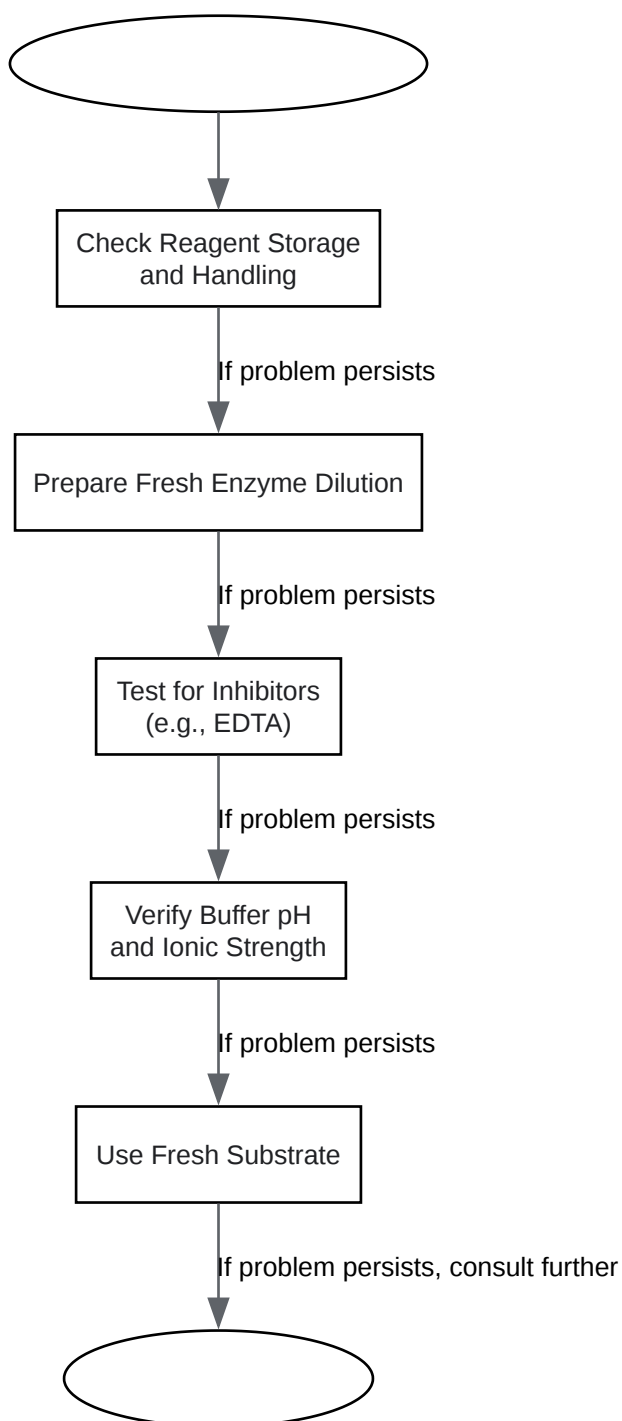 Check Reagent Storage
and Handling
If problem persists
Prepare Fresh Enzyme Dilution
If problem persists
Test for Inhibitors
(e.g., EDTA)
If problem persists
Verify Buffer pH
and Ionic Strength
If problem persists
Use Fresh Substrate
If problem persists, consult further